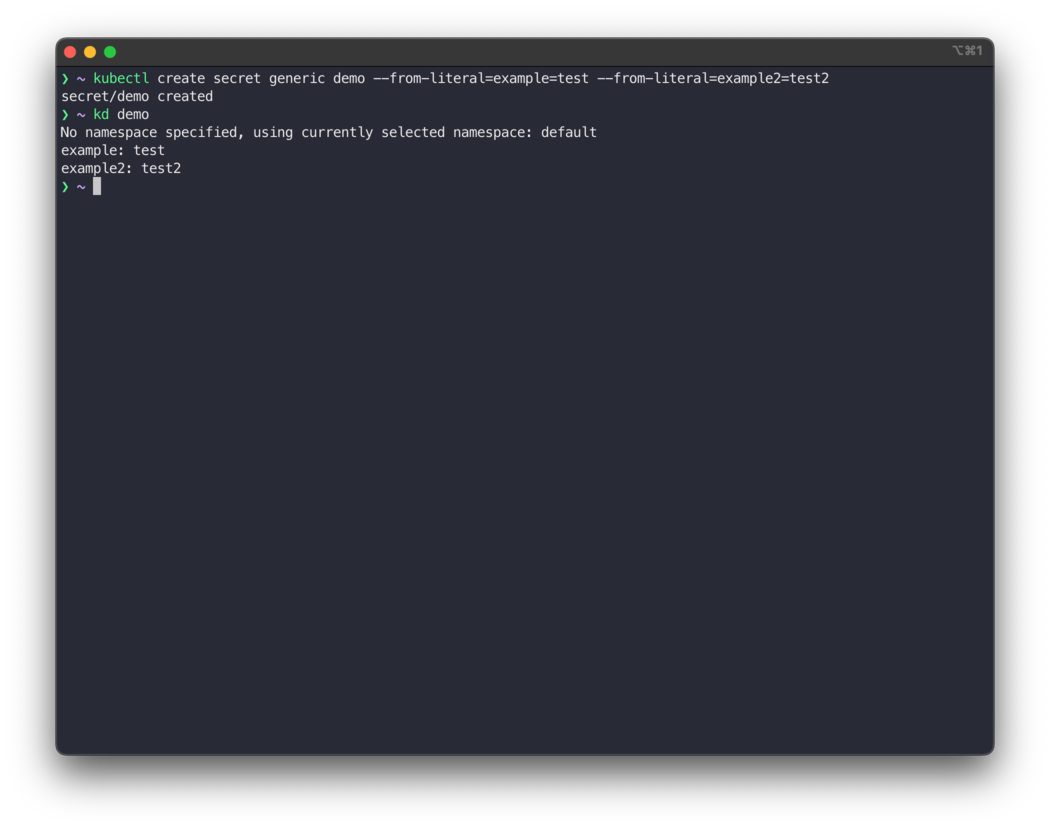 ⌥⌘1
❯ ~ kubectl create secret generic demo --from-literal=example=test --from-literal=example2=test2
secret/demo created
❯ ~ kd demo
No namespace specified, using currently selected namespace: default
example: test
example2: test2
❯ ~